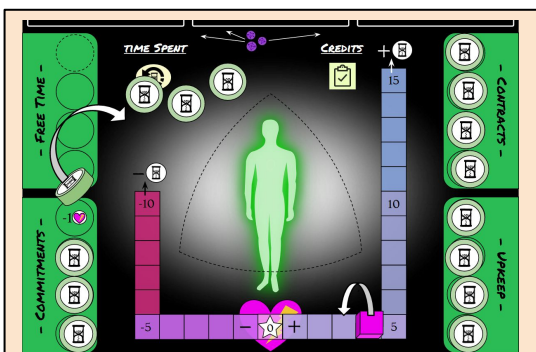 TIME SPENT
CREDITS
+
15
- FREE TIME -
- CONTRACTS -
-
-10
10
-1
- COMMITMENTS -
- UPKEEP -
-5
-
0
+
5